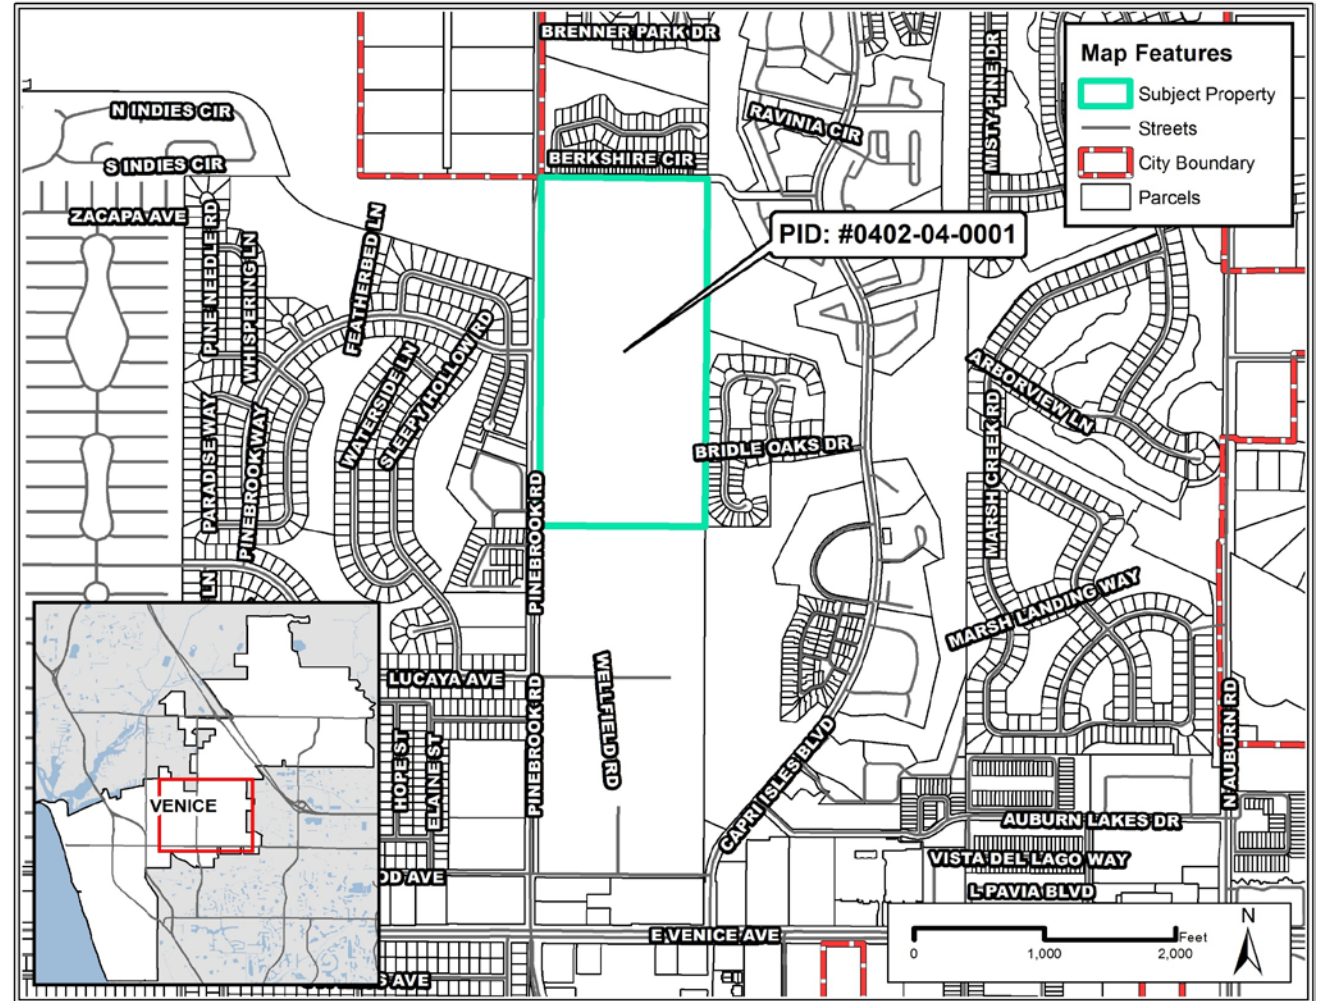 BRENNER PARK DR
Map Features
Subject Property
Streets
City Boundary
Parcels
N INDIES CIR
S INDIES CIR
RAVINIA CIR
MISTY PINE DR
BERKSHIRE CIR
ZACAPA AVE
PID: #0402-04-0001
PINE NEEDLE RD
WHISPERING LN
FEATHERBED LN
WATERSIDE LN
SLEEPY HOLLOW RD
ARBORVIEW LN
PARADISE WAY
PINEBROOK WAY
BRIDLE OAKS DR
MARSH CREEK RD
PINEBROOK RD
LN
MARSH LANDING WAY
LUCAYA AVE
WELLFIELD RD
PINEBROOK RD
HOPE ST
ELAINE ST
CAPRI ISLES BLVD
N AUBURN RD
VENICE
AUBURN LAKES DR
VISTA DEL LAGO WAY
OD AVE
L PAVIA BLVD
E VENICE AVE
S AVE
N
Feet
0 1,000 2,000